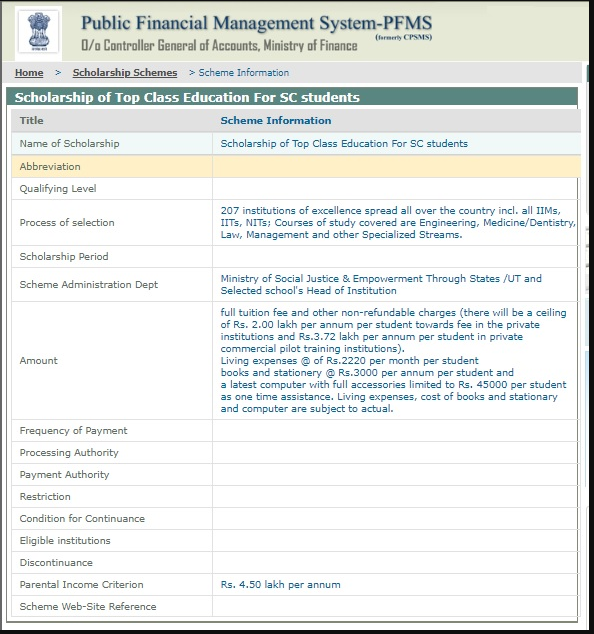 Public Financial Management System-PFMS
(formerly CPSMS)
O/o Controller General of Accounts, Ministry of Finance
Home > Scholarship Schemes > Scheme Information
Scholarship of Top Class Education For SC students
Title Scheme Information
Name of Scholarship Scholarship of Top Class Education For SC students
Abbreviation
Qualifying Level
Process of selection
207 institutions of excellence spread all over the country incl. all IIMs,
IITs, NITs; Courses of study covered are Engineering, Medicine/Dentistry,
Law, Management and other Specialized Streams.
Scholarship Period
Scheme Administration Dept
Ministry of Social Justice & Empowerment Through States /UT and
Selected school's Head of Institution
Amount
full tuition fee and other non-refundable charges (there will be a ceiling
of Rs. 2.00 lakh per annum per student towards fee in the private
institutions and Rs.3.72 lakh per annum per student in private
commercial pilot training institutions).
Living expenses @ of Rs.2220 per month per student
books and stationery @ Rs.3000 per annum per student and
a latest computer with full accessories limited to Rs. 45000 per student
as one time assistance. Living expenses, cost of books and stationary
and computer are subject to actual.
Frequency of Payment
Processing Authority
Payment Authority
Restriction
Condition for Continuance
Eligible institutions
Discontinuance
Parental Income Criterion Rs. 4.50 lakh per annum
Scheme Web-Site Reference